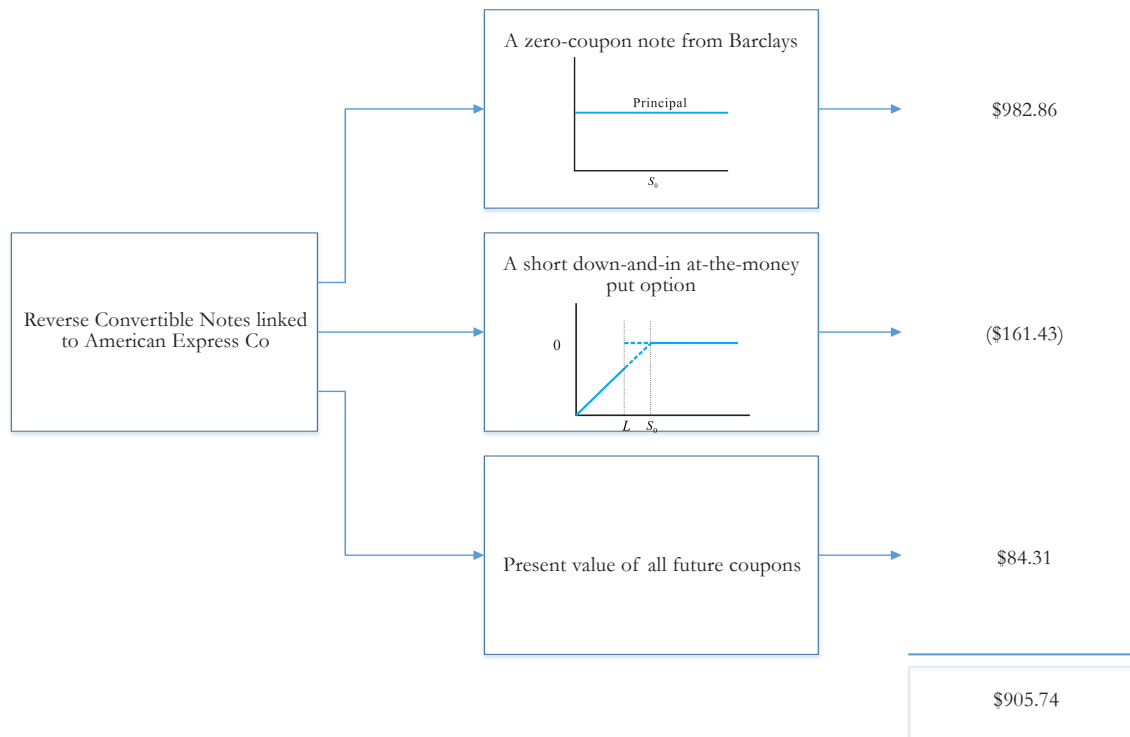 A zero-coupon note from Barclays
Principal
S₀
$982.86
Reverse Convertible Notes linked
to American Express Co
A short down-and-in at-the-money
put option
0
L S₀
($161.43)
Present value of all future coupons
$84.31
$905.74